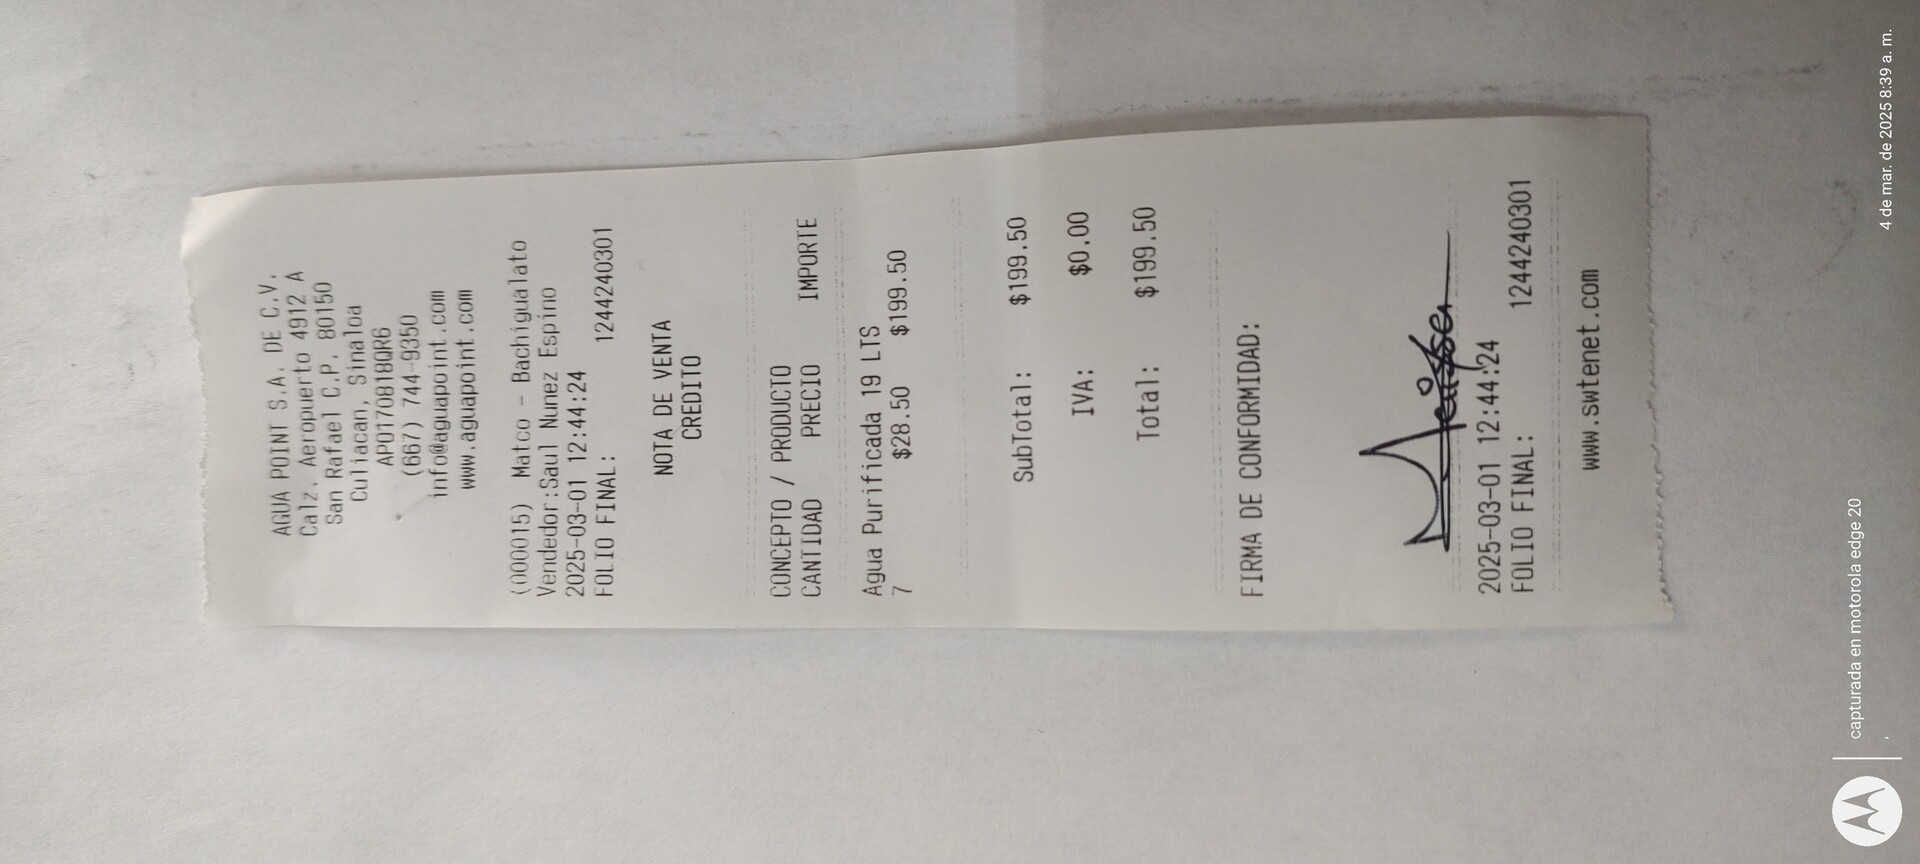 AGUA POINT S.A. DE C.V.
Calz. Aeropuerto 4912 A
San Rafael C.P. 80150
Culiacan, Sinaloa
APO170818QR6
(667) 744-9350
info@aguapoint.com
www.aguapoint.com
(000015) Matco - Bachigualato
Vendedor:Saul Nunez Espino
2025-03-01 12:44:24
FOLIO FINAL: 1244240301
NOTA DE VENTA
CREDITO
CONCEPTO / PRODUCTO
CANTIDAD PRECIO IMPORTE
Agua Purificada 19 LTS
7 $28.50 $199.50
SubTotal: $199.50
IVA: $0.00
Total: $199.50
FIRMA DE CONFORMIDAD:
2025-03-01 12:44:24
FOLIO FINAL: 1244240301
www.swtenet.com
capturada en motorola edge 20
4 de mar. de 2025 8:39 a. m.